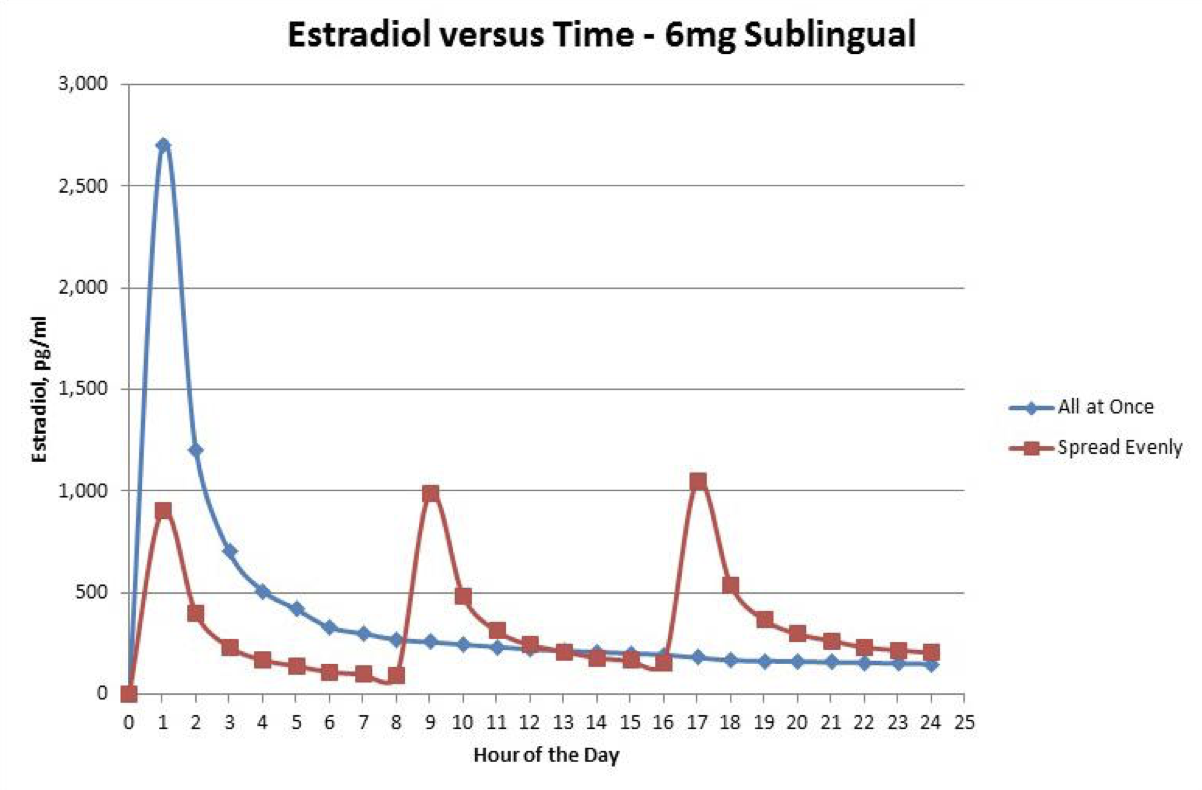 Estradiol versus Time - 6mg Sublingual
3,000
2,500
2,000
1,500
1,000
500
0
Estradiol, pg/ml
0 1 2 3 4 5 6 7 8 9 10 11 12 13 14 15 16 17 18 19 20 21 22 23 24 25
Hour of the Day
All at Once
Spread Evenly